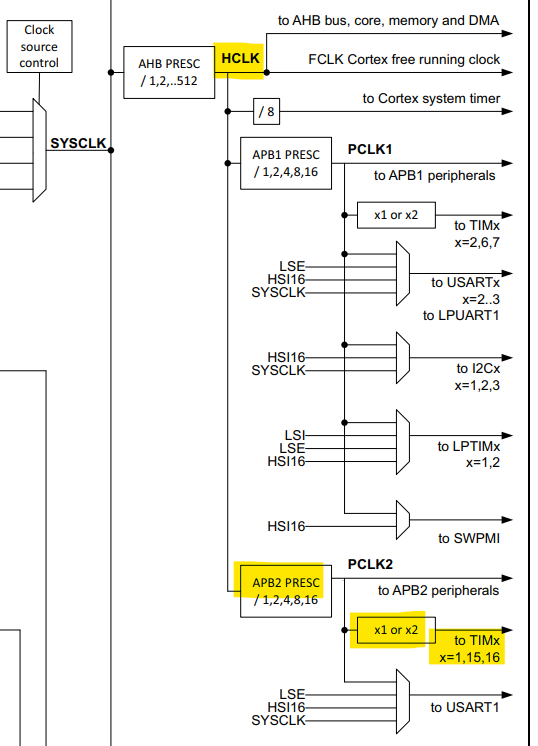 to AHB bus, core, memory and DMA
Clock
source
control
AHB PRESC
/ 1,2,..512
HCLK
FCLK Cortex free running clock
/ 8
to Cortex system timer
SYSCLK
APB1 PRESC
/ 1,2,4,8,16
PCLK1
to APB1 peripherals
x1 or x2
to TIMx
x=2,6,7
LSE
HSI16
SYSCLK
to USARTx
x=2..3
to LPUART1
HSI16
SYSCLK
to I2Cx
x=1,2,3
LSI
LSE
HSI16
to LPTIMx
x=1,2
HSI16
to SWPMI
APB2 PRESC
/ 1,2,4,8,16
PCLK2
to APB2 peripherals
x1 or x2
to TIMx
x=1,15,16
LSE
HSI16
SYSCLK
to USART1